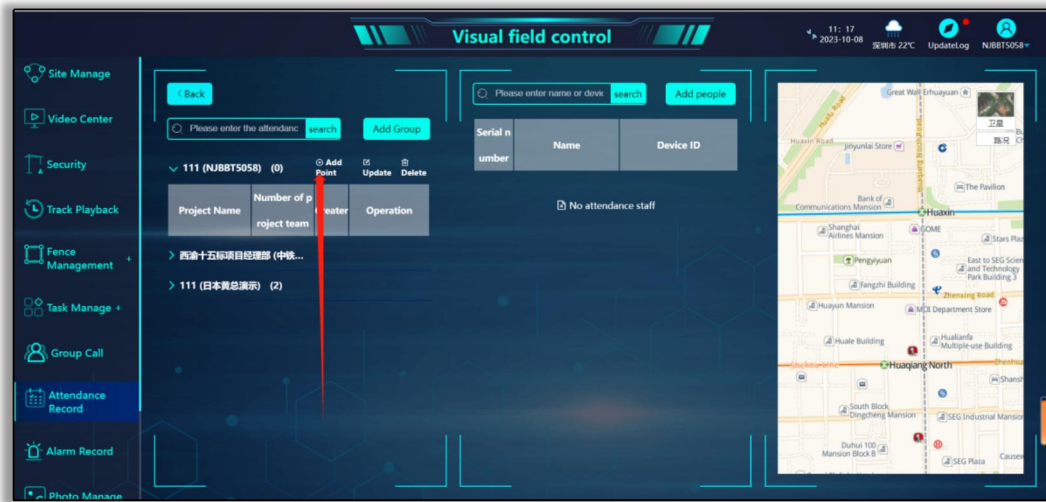 Visual field control
11: 17
2023-10-08
深圳市 22℃
UpdateLog
NJBBTS058
Site Manage
Video Center
Security
Track Playback
Fence
Management +
Task Manage +
Group Call
Attendance
Record
Alarm Record
Photo Manage
< Back
Please enter the attendanc
search
Add Group
111 (NJBBTS058) (0)
Add
Point
Update
Delete
Project Name
Number of p
roject team
Operation
西渝十五标项目经理部 (中铁...
111 (日本黄总演示) (2)
Please enter name or devic
search
Add people
Serial n
umber
Name
Device ID
No attendance staff
Great Wall Erhuayuan
卫星
路况
Huaxin Road
Huafu Road
Jinyunlai Store
The Pavilion
Bank of
Communications Mansion
Huaxin
Shanghai
Airlines Mansion
GOME
Stars Plaz
Pengyiyuan
East to SEG Scien
and Technology
Park Building 3
Fangzhi Building
Zhenxing Road
Huayun Mansion
MOI Department Store
Huale Building
Hualianfa
Multiple-use Building
Huaqiang North
Zhenhua
Shansh
South Block,
Dingcheng Mansion
SEG Industrial Mansion
Duhui 100
Mansion Block B
SEG Plaza
Causew